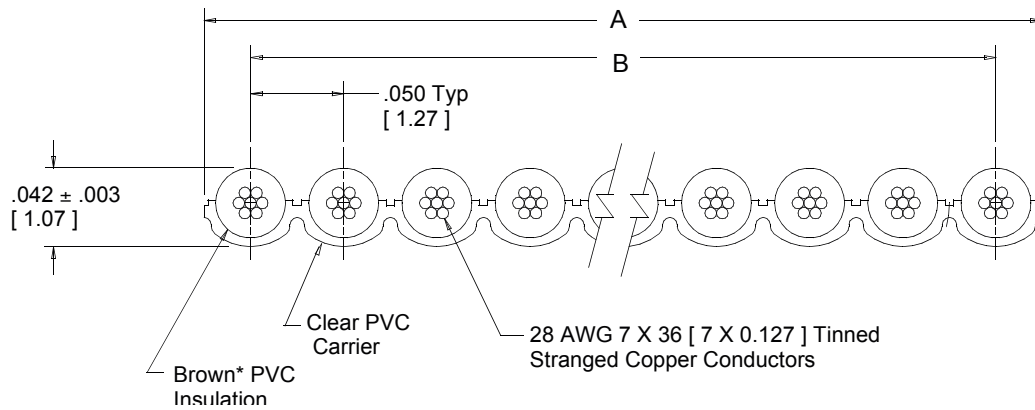 A
B
.050 Typ
[ 1.27 ]
.042 ± .003
[ 1.07 ]
Clear PVC
Carrier
28 AWG 7 X 36 [ 7 X 0.127 ] Tinned
Stranged Copper Conductors
Brown* PVC
Insulation